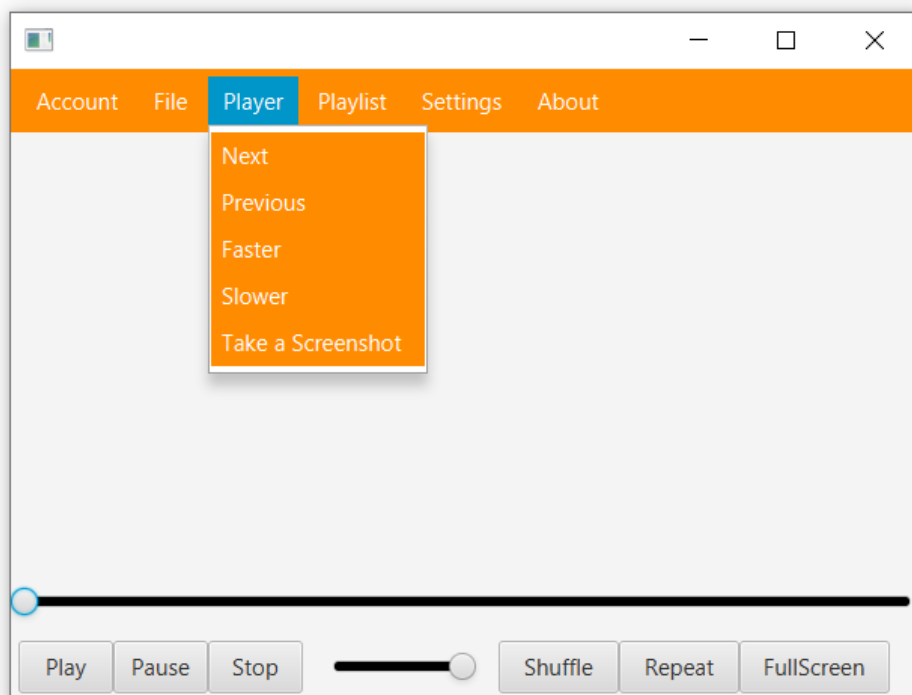 Account File Player Playlist Settings About
Next
Previous
Faster
Slower
Take a Screenshot
Play Pause Stop Shuffle Repeat FullScreen